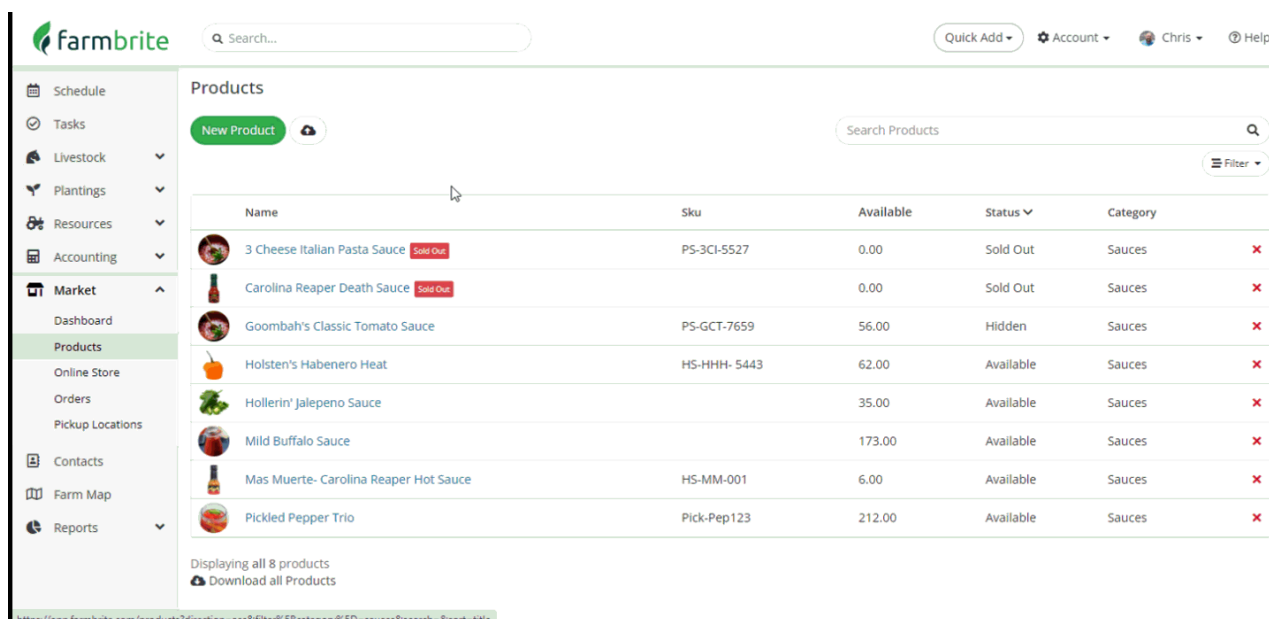 farmbrite
Search...
Quick Add
Account
Chris
Help
Schedule
Tasks
Livestock
Plantings
Resources
Accounting
Market
Dashboard
Products
Online Store
Orders
Pickup Locations
Contacts
Farm Map
Reports
Products
New Product
Search Products
Filter
Name Sku Available Status Category
3 Cheese Italian Pasta Sauce Sold Out PS-3CI-5527 0.00 Sold Out Sauces
Carolina Reaper Death Sauce Sold Out 0.00 Sold Out Sauces
Goombah's Classic Tomato Sauce PS-GCT-7659 56.00 Hidden Sauces
Holsten's Habenero Heat HS-HHH- 5443 62.00 Available Sauces
Hollerin' Jalepeno Sauce 35.00 Available Sauces
Mild Buffalo Sauce 173.00 Available Sauces
Mas Muerte- Carolina Reaper Hot Sauce HS-MM-001 6.00 Available Sauces
Pickled Pepper Trio Pick-Pep123 212.00 Available Sauces
Displaying all 8 products
Download all Products